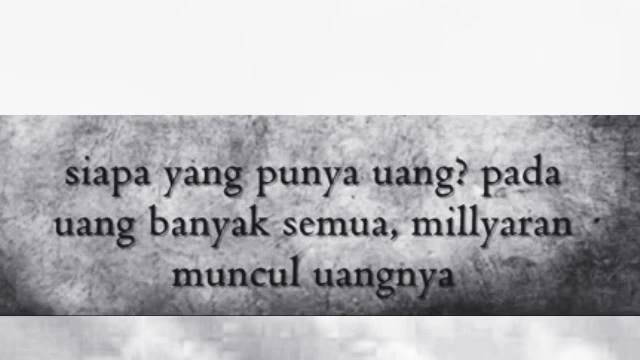 siapa yang punya uang? pada
uang banyak semua, millyaran
muncul uangnya